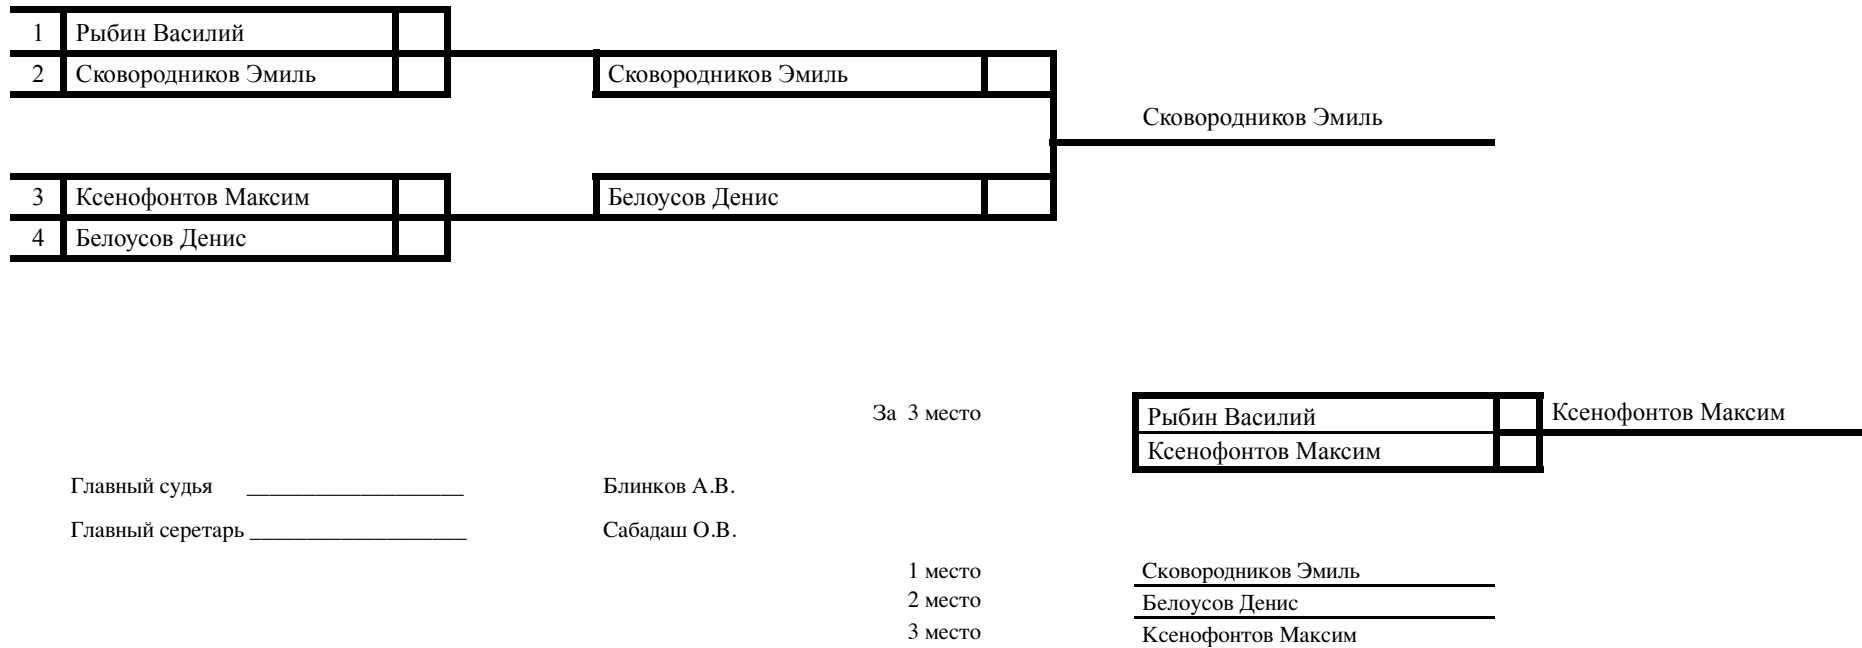 1 Рыбин Василий
2 Сковородников Эмиль Сковородников Эмиль
Сковородников Эмиль
3 Ксенофонтов Максим Белоусов Денис
4 Белоусов Денис
За 3 место Рыбин Василий Ксенофонтов Максим
Ксенофонтов Максим
Главный судья ___________________ Блинков А.В.
Главный серетарь ___________________ Сабадаш О.В.
1 место Сковородников Эмиль
2 место Белоусов Денис
3 место Ксенофонтов Максим